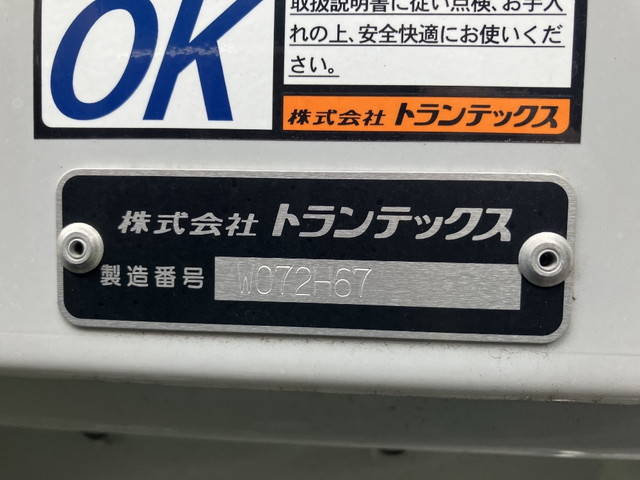 OK
取扱説明書に従い点検、お手入
れの上、安全快適にお使いくだ
さい。
株式会社 トランテックス
株式会社 トランテックス
製造番号 W072H67